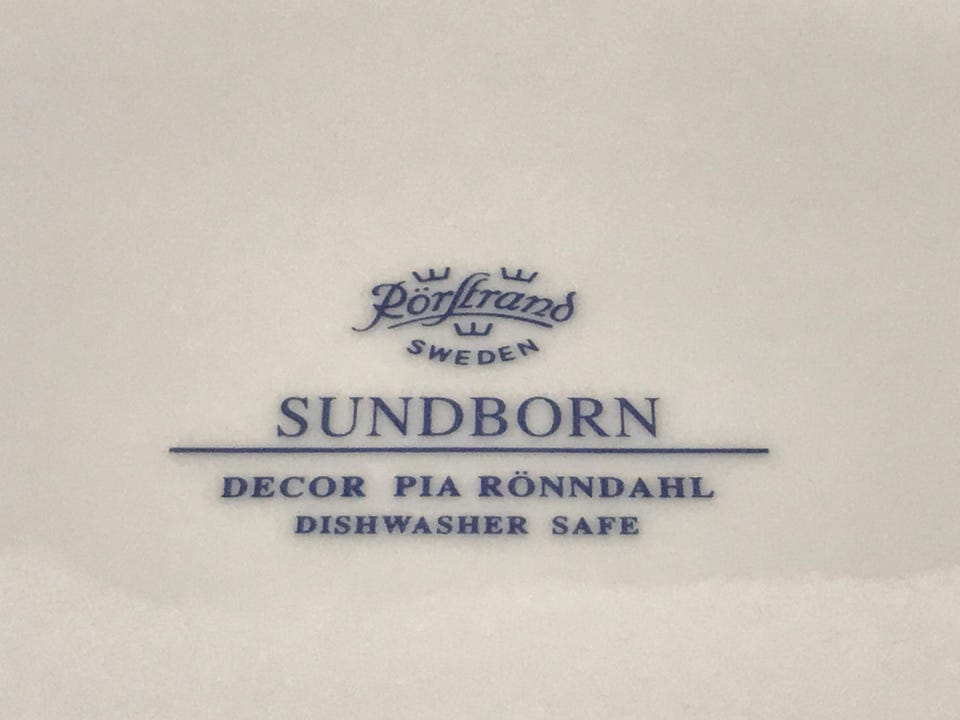 Rörstrand
SWEDEN
SUNDBORN
DECOR PIA RÖNNDAHL
DISHWASHER SAFE